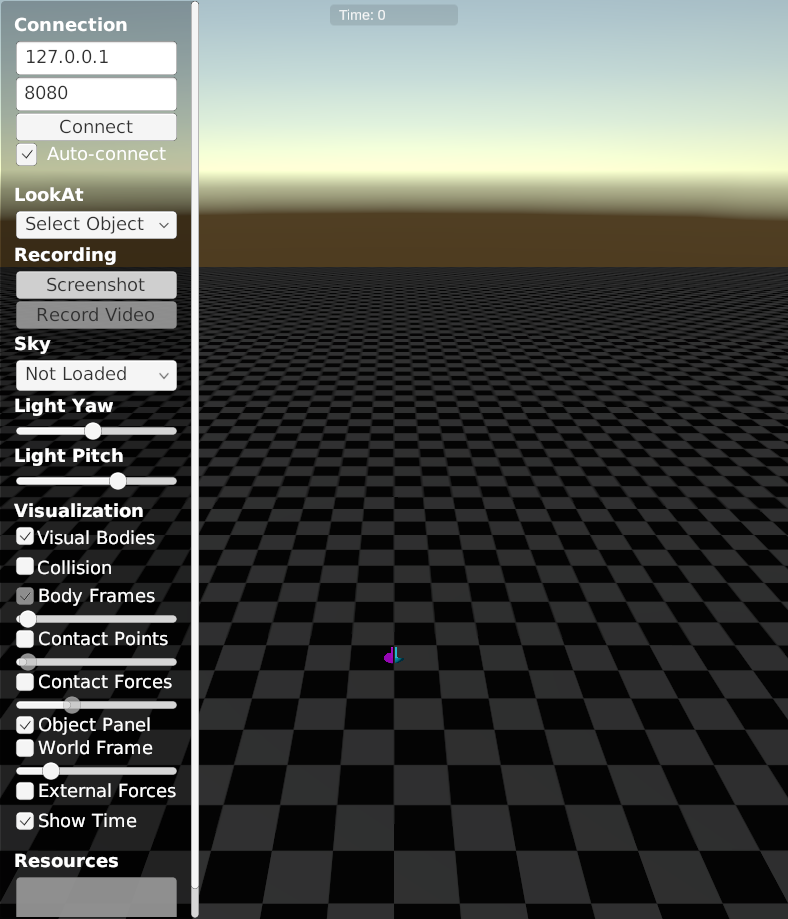 Connection
Time: 0
127.0.0.1
8080
Connect
Auto-connect
LookAt
Select Object
Recording
Screenshot
Record Video
Sky
Not Loaded
Light Yaw
Light Pitch
Visualization
Visual Bodies
Collision
Body Frames
Contact Points
Contact Forces
Object Panel
World Frame
External Forces
Show Time
Resources